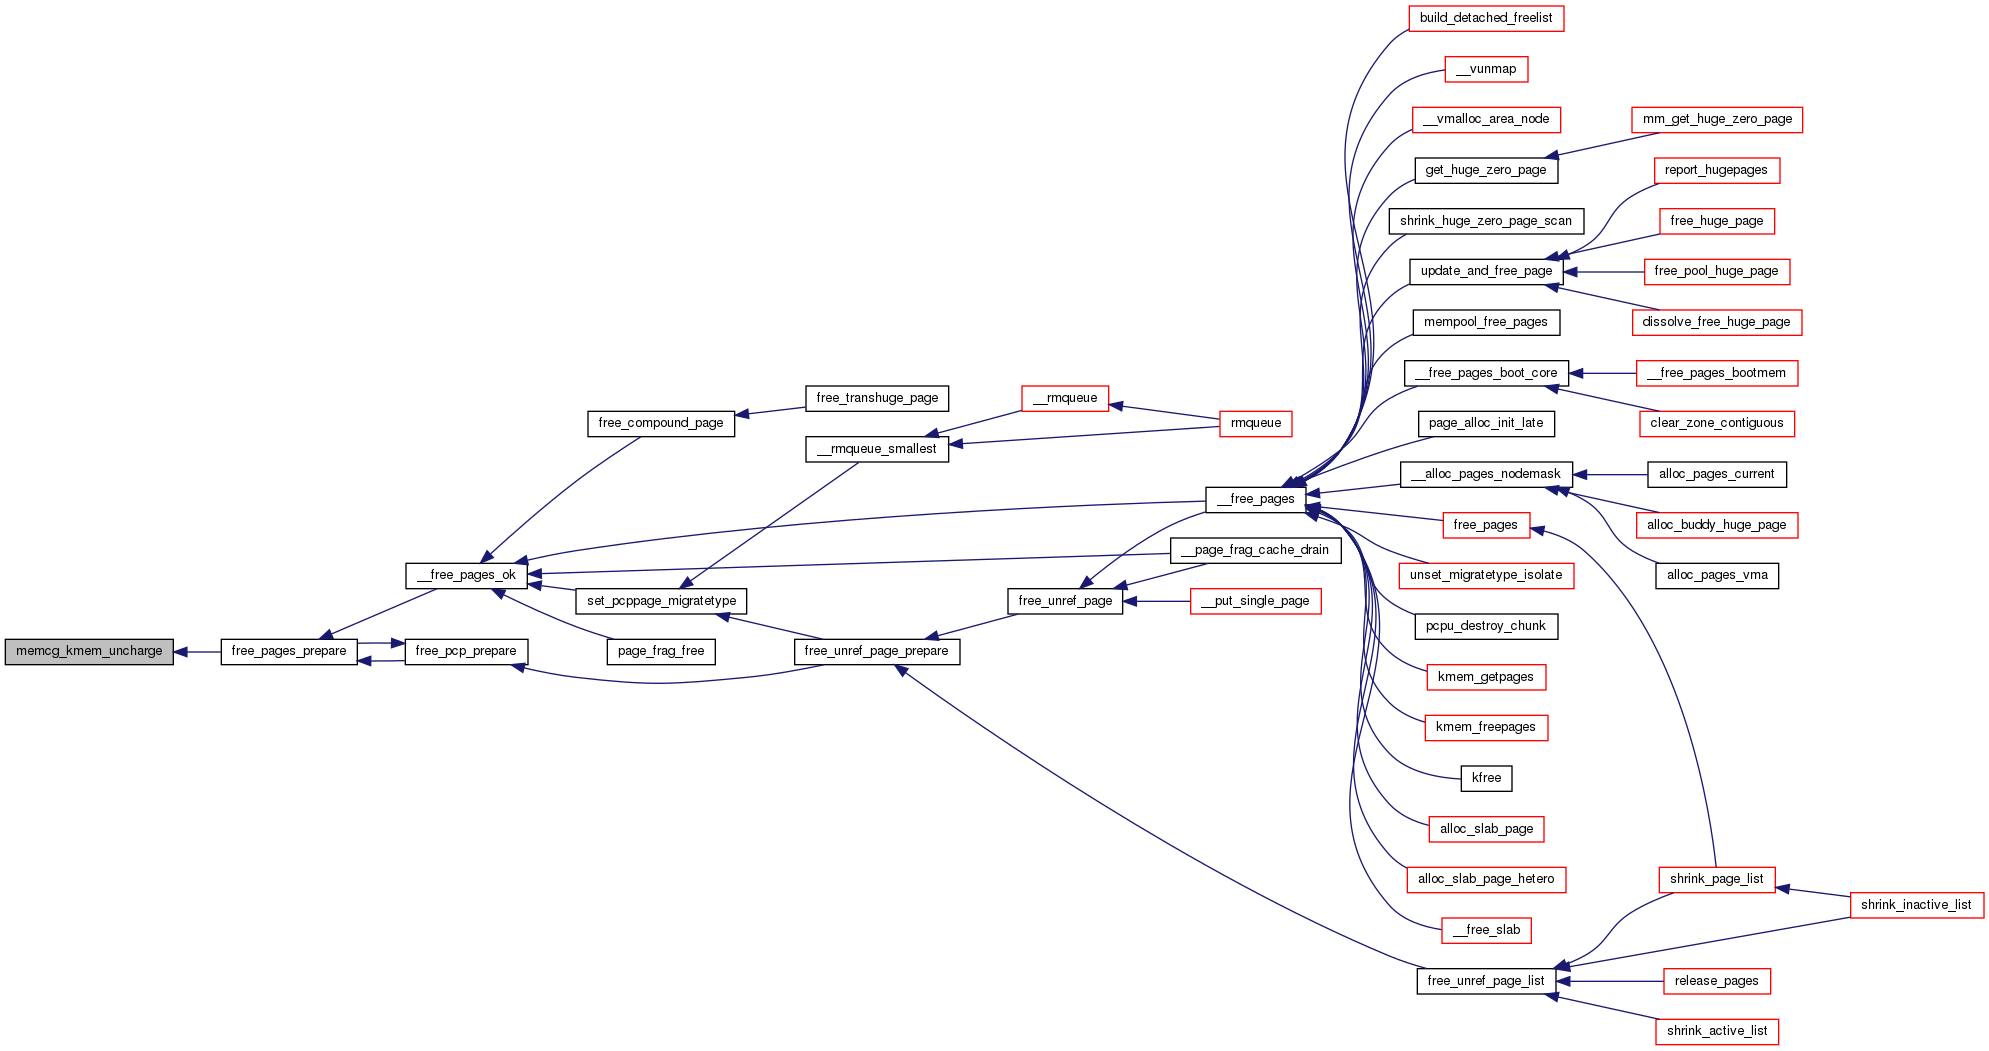 build_detached_freelist
__vunmap
__vmalloc_area_node
mm_get_huge_zero_page
get_huge_zero_page
report_hugepages
shrink_huge_zero_page_scan
free_huge_page
update_and_free_page
free_pool_huge_page
mempool_free_pages
dissolve_free_huge_page
__free_pages_boot_core
__free_pages_bootmem
free_transhuge_page
__rmqueue
free_compound_page
rmqueue
page_alloc_init_late
clear_zone_contiguous
__rmqueue_smallest
__alloc_pages_nodemask
alloc_pages_current
__free_pages
free_pages
alloc_buddy_huge_page
__page_frag_cache_drain
__free_pages_ok
unset_migratetype_isolate
alloc_pages_vma
set_pcppage_migratetype
free_unref_page
__put_single_page
pcpu_destroy_chunk
memcg_kmem_uncharge
free_pages_prepare
free_pcp_prepare
page_frag_free
free_unref_page_prepare
kmem_getpages
kmem_freepages
kfree
alloc_slab_page
alloc_slab_page_hetero
shrink_page_list
shrink_inactive_list
__free_slab
free_unref_page_list
release_pages
shrink_active_list